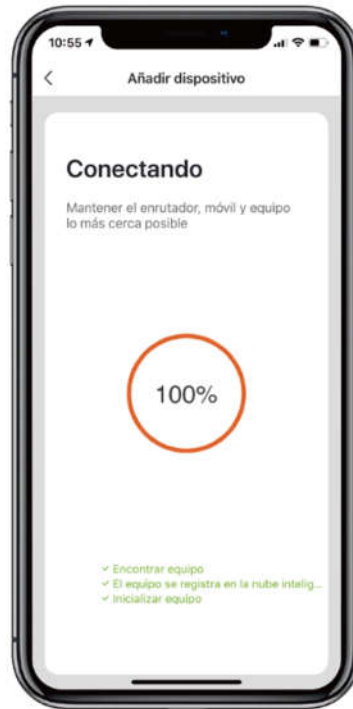 10:55
Añadir dispositivo
Conectando
Mantener el enrutador, móvil y equipo
lo más cerca posible
100%
Encontrar equipo
El equipo se registra en la nube intelig...
Inicializar equipo